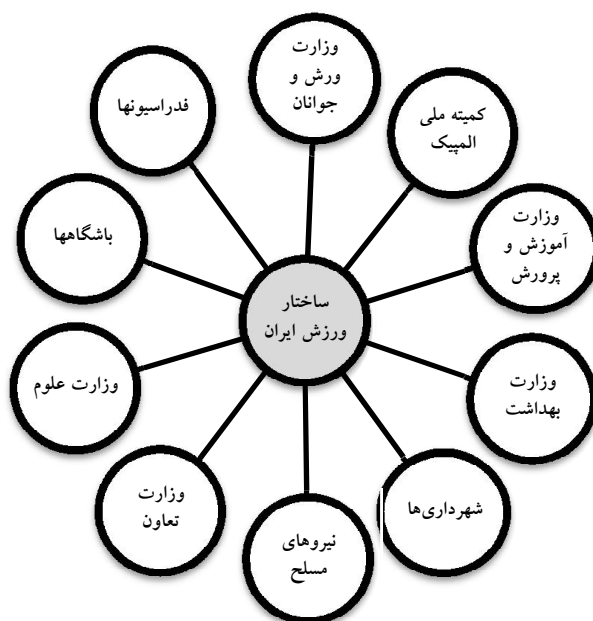 وزارت
ورش و
جوانان
کمیته ملی
المپیک
وزارت
آموزش و
پرورش
وزارت
بهداشت
شهرداری‌ها
نیروهای
مسلح
وزارت
تعاون
وزارت علوم
باشگاهها
فدراسیونها
ساختار
ورزش ایران